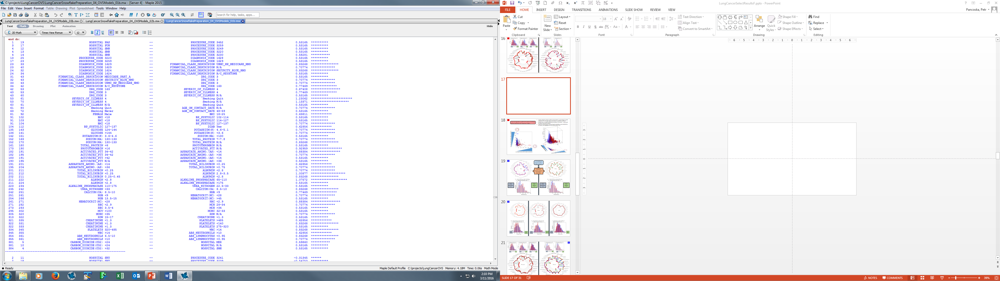 C:\projects\LungCancerOVS\LungCancerSnowflakePreparation_04_OVSModels_01b.mw - [Server 4] - Maple 2015
File Edit View Insert Format Table Drawing Plot Spreadsheet Tools Window Help
Search for help, tasks, apps...
LungCancerSnowflakePreparation_04_OVSModels_03b.mw LungCancerSnowflakePreparation_04_OVSModels_02b.mw LungCancerSnowflakePreparation_04_OVSModels_01b.mw
Text Math Drawing Plot Animation Hide
C 2D Math Times New Roman 12 B I U
end do:
1 19 HOSPITAL PAS -- PROCEDURE_CODE 3452 0.53165 **********
3 17 HOSPITAL PUH -- PROCEDURE_CODE 3259 0.53165 **********
4 12 HOSPITAL SMH -- PROCEDURE_CODE 3249 0.53165 **********
4 13 HOSPITAL SMH -- PROCEDURE_CODE 3220 0.53165 **********
4 14 HOSPITAL SMH -- PROCEDURE_CODE 3230 0.58281 ***********
13 25 PROCEDURE_CODE 3220 -- DIAGNOSIS_CODE 1628 0.53165 **********
17 23 PROCEDURE_CODE 3259 -- DIAGNOSIS_CODE 1629 0.53165 **********
23 33 DIAGNOSIS_CODE 1629 -- FINANCIAL_CLASS_DESCRIPION UPMC_HP_MEDICARE_HMO 0.83268 ****************
23 40 DIAGNOSIS_CODE 1629 -- FINANCIAL_CLASS_DESCRIPION N/A 0.70774 **************
24 32 DIAGNOSIS_CODE 1624 -- FINANCIAL_CLASS_DESCRIPION SECURITY_BLUE_HMO 0.83268 ****************
24 34 DIAGNOSIS_CODE 1624 -- FINANCIAL_CLASS_DESCRIPION B/C_KEYSTONE 0.53165 **********
31 43 FINANCIAL_CLASS_DESCRIPION MEDICARE_PART_A -- DRG_CODE 3 0.53165 **********
32 43 FINANCIAL_CLASS_DESCRIPION SECURITY_BLUE_HMO -- DRG_CODE 3 0.70774 **************
33 43 FINANCIAL_CLASS_DESCRIPION UPMC_HP_MEDICARE_HMO -- DRG_CODE 3 0.70774 **************
34 42 FINANCIAL_CLASS_DESCRIPION B/C_KEYSTONE -- DRG_CODE 163 0.77469 ***************
42 53 DRG_CODE 163 -- SEVERIY_OF_ILLNESS 4 0.87408 *****************
43 53 DRG_CODE 3 -- SEVERIY_OF_ILLNESS 4 0.77469 ***************
43 60 DRG_CODE 3 -- SEVERIY_OF_ILLNESS N/A 0.53165 **********
53 61 SEVERIY_OF_ILLNESS 4 -- Smoking Quit 1.23062 ************************
53 70 SEVERIY_OF_ILLNESS 4 -- Smoking N/A 1.13371 **********************
60 61 SEVERIY_OF_ILLNESS N/A -- Smoking Quit 0.53165 **********
61 80 Smoking Quit -- AGE_ON_CONTACT_DATE N/A 0.70774 **************
63 72 Smoking Never -- AGE_ON_CONTACT_DATE 48-59 0.53165 **********
81 92 FEMALE Male -- BMI 18-25 0.63811 ************
91 102 BMI <18 -- BP_SYSTOLIC 102-114 0.53165 **********
91 103 BMI <18 -- BP_SYSTOLIC 114-127 0.53165 **********
91 104 BMI <18 -- BP_SYSTOLIC 127-137 0.70774 **************
104 112 BP_SYSTOLIC 127-137 -- DIAB Yes 0.62856 ************
135 143 GLUCOSE 124-144 -- POTASSIUM(K) 4.6-5.1 0.70774 **************
136 141 GLUCOSE >144 -- POTASSIUM(K) <3.6 0.70774 **************
142 151 POTASSIUM(K) 3.6-4.6 -- SODIUM(NA) <130 0.53165 **********
152 163 SODIUM(NA) 130-133 -- TOTAL_PROTEIN 7-7.8 0.70774 **************
152 170 SODIUM(NA) 130-133 -- TOTAL_PROTEIN N/A 0.83268 ****************
161 180 TOTAL_PROTEIN <6 -- PROTOTHROMBIN N/A 0.53165 **********
173 190 PROTOTHROMBIN >16 -- ACTIVATED_PTT N/A 0.92959 ******************
182 191 ACTIVATED_PTT 34-42 -- ASPARTATE_AMINO.(AS) <14 0.88384 *****************
182 195 ACTIVATED_PTT 34-42 -- ASPARTATE_AMINO.(AS) >36 0.70774 **************
183 191 ACTIVATED_PTT >42 -- ASPARTATE_AMINO.(AS) <14 0.53165 **********
190 195 ACTIVATED_PTT N/A -- ASPARTATE_AMINO.(AS) >36 0.53165 **********
191 201 ASPARTATE_AMINO.(AS) <14 -- TOTAL_BILIRUBIN <0.25 0.62856 ************
195 204 ASPARTATE_AMINO.(AS) >36 -- TOTAL_BILIRUBIN >0.75 0.70774 **************
201 211 TOTAL_BILIRUBIN <0.25 -- ALBUMIN <2.8 0.70774 **************
201 212 TOTAL_BILIRUBIN <0.25 -- ALBUMIN 2.8-3.5 1.00877 ********************
202 211 TOTAL_BILIRUBIN 0.25-0.45 -- ALBUMIN <2.8 0.83268 ****************
211 222 ALBUMIN <2.8 -- ALKALINE_PHOSPHATASE 65-110 1.07572 *********************
211 224 ALBUMIN <2.8 -- ALKALINE_PHOSPHATASE >175 0.53165 **********
223 234 ALKALINE_PHOSPHATASE 110-175 -- UREA_NITROGEN 22.5-33 0.53165 **********
235 242 UREA_NITROGEN >33 -- CALCIUM(CA) 8.5-10 0.83268 ****************
242 251 CALCIUM(CA) 8.5-10 -- HGB <9 0.77469 ***************
251 261 HGB <9 -- HEMATOCRIT(HC) <28 0.70774 **************
254 266 HGB 13.5-15 -- HEMATOCRIT(HC) >45 0.53165 **********
261 271 HEMATOCRIT(HC) <28 -- RBC <2.9 0.88384 *****************
271 282 RBC <2.9 -- MCH 28-34 0.70774 **************
273 283 RBC 3.5-4 -- MCH >34 0.53165 **********
295 302 MCV >100 -- MCHC 32-33 0.53165 **********
305 320 MCHC >35 -- RDW N/A 0.70774 **************
313 322 RDW 15-17 -- CREATININE >1.3 0.53165 **********
321 335 CREATININE <1.3 -- PLATELETS >485 0.62856 ************
322 331 CREATININE >1.3 -- PLATELETS <140 0.83268 ****************
322 333 CREATININE >1.3 -- PLATELETS 275-320 0.53165 **********
334 345 PLATELETS 320-485 -- WBC >14 0.83268 ****************
345 355 WBC >14 -- ABS_NEUTROPHILS >10 0.62856 ************
354 361 ABS_NEUTROPHILS 6.5-10 -- ABS_LYMPHOCYTES <0.95 0.83268 ****************
355 361 ABS_NEUTROPHILS >10 -- ABS_LYMPHOCYTES <0.95 0.70774 **************
381 5 CARBON_DIOXIDE(CO2) <24 -- HOSPITAL MER 0.59860 ***********
381 10 CARBON_DIOXIDE(CO2) <24 -- HOSPITAL N/A 0.53165 **********
384 4 CARBON_DIOXIDE(CO2) >32 -- HOSPITAL SMH 0.53165 **********
2 11 HOSPITAL SHY -- PROCEDURE_CODE 3241 -0.31345 ******
2 18 HOSPITAL SHY -- PROCEDURE_CODE 3239 -0.54753 **********
Ready Maple Default Profile C:\projects\LungCancerOVS Memory: 4.18M Time: 0.06s Math Mode
2:10 PM
3/11/2016
LungCancerSelectResultsF.pptx - PowerPoint
FILE HOME INSERT DESIGN TRANSITIONS ANIMATIONS SLIDE SHOW REVIEW VIEW Pancoska, Petr
Paste Cut Copy Format Painter
New Slide Layout Reset Section
18
Text Direction Align Text Convert to SmartArt
Arrange Quick Styles Shape Fill Shape Outline Shape Effects
Find Replace Select
Clipboard Slides Font Paragraph Drawing Editing
16
17
18
19
20
21
6 5 4 3 2 1 0 1 2 3 4 5 6
3 2 1 0 1 2 3
SLIDE 17 OF 31 NOTES COMMENTS 39%